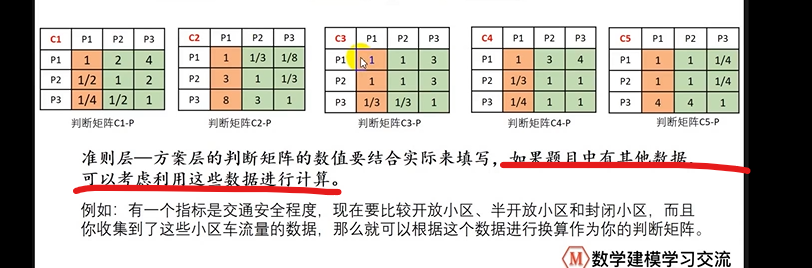 C1 P1 P2 P3
P1 1 2 4
P2 1/2 1 2
P3 1/4 1/2 1
判断矩阵C1-P
C2 P1 P2 P3
P1 1 1/3 1/8
P2 3 1 1/3
P3 8 3 1
判断矩阵C2-P
C3 P1 P2 P3
P1 1 1 3
P2 1 1 3
P3 1/3 1/3 1
判断矩阵C3-P
C4 P1 P2 P3
P1 1 3 4
P2 1/3 1 1
P3 1/4 1 1
判断矩阵C4-P
C5 P1 P2 P3
P1 1 1 1/4
P2 1 1 1/4
P3 4 4 1
判断矩阵C5-P
准则层—方案层的判断矩阵的数值要结合实际来填写，如果题目中有其他数据，
可以考虑利用这些数据进行计算。
例如：有一个指标是交通安全程度，现在要比较开放小区、半开放小区和封闭小区，而且
你收集到了这些小区车流量的数据，那么就可以根据这个数据进行换算作为你的判断矩阵。
M 数学建模学习交流